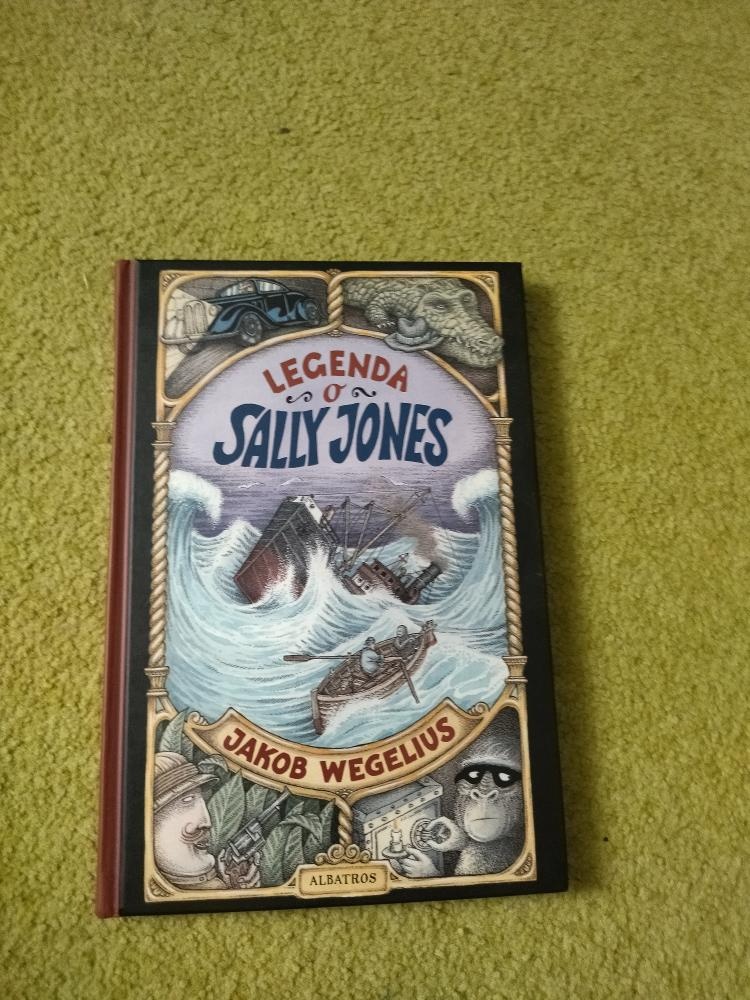 LEGENDA
O
SALLY JONES
JAKOB WEGELIUS
ALBATROS